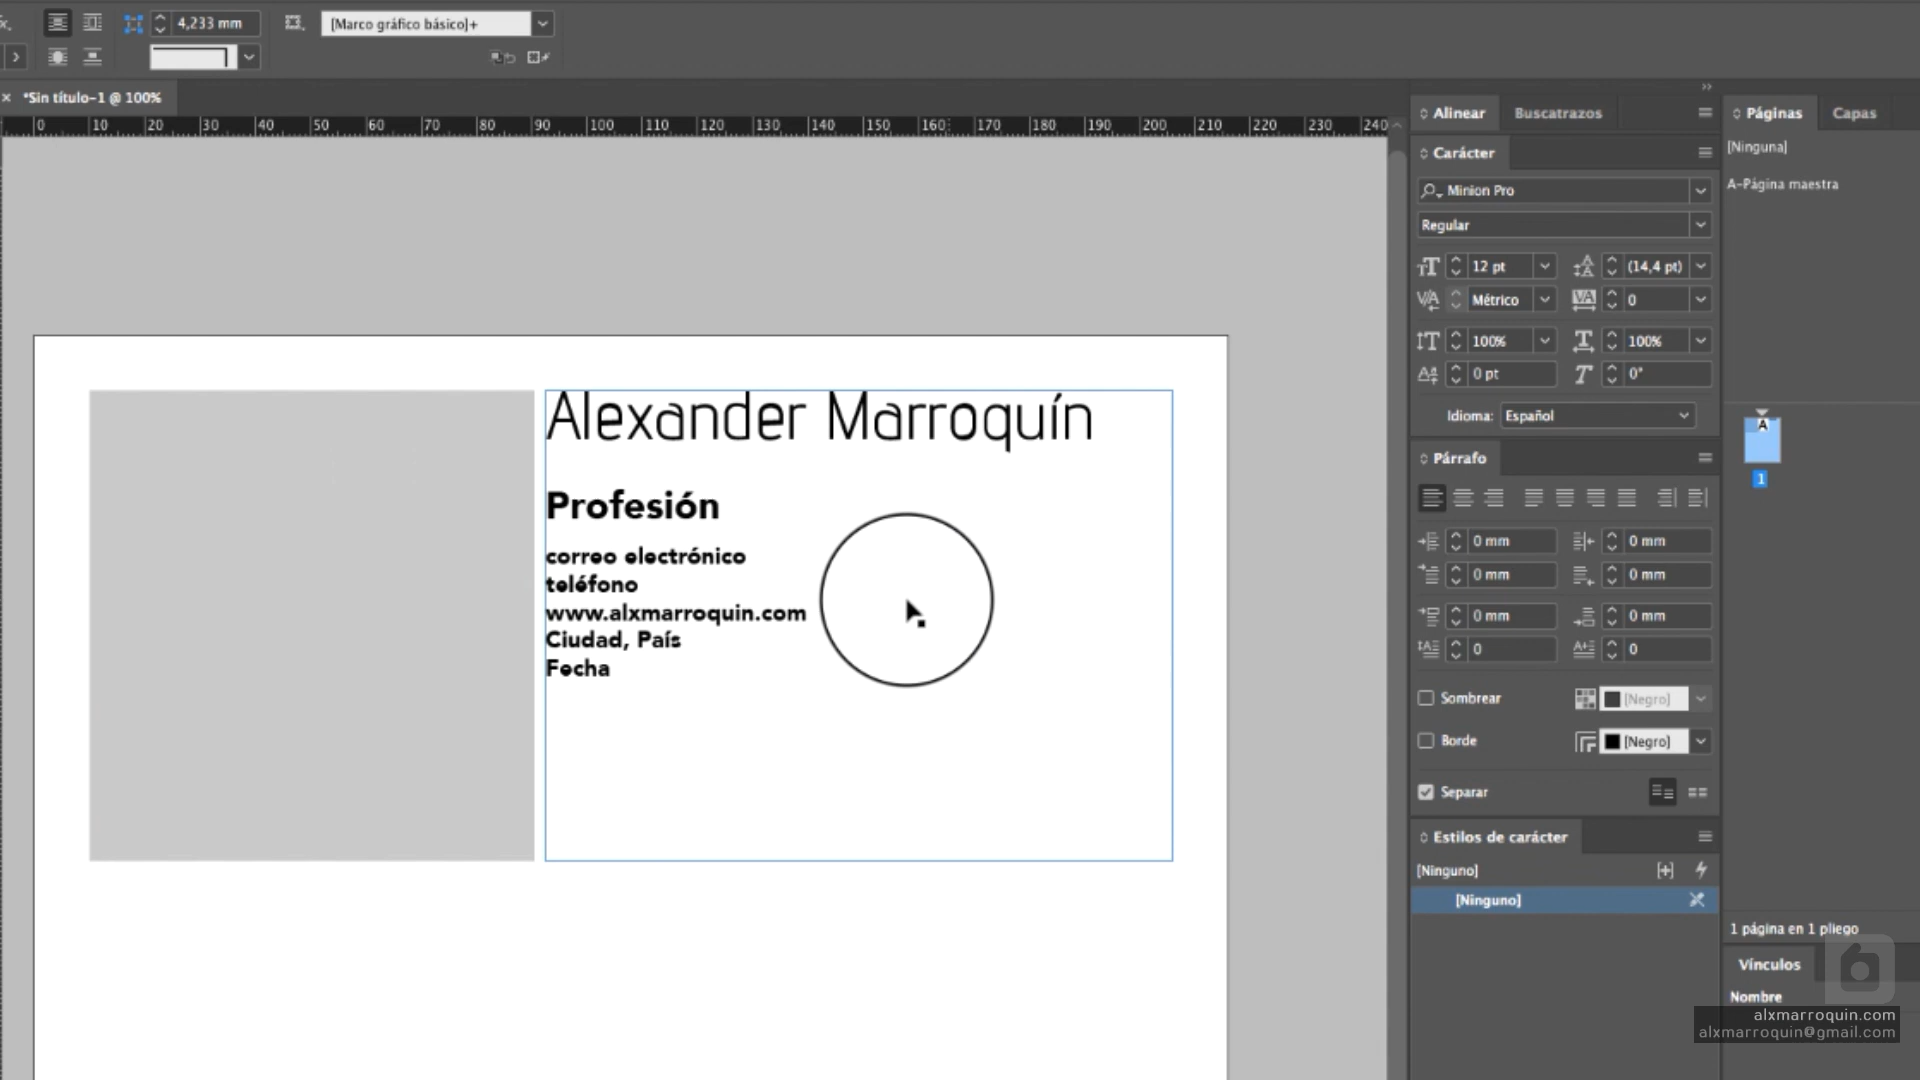 4,233 mm
[Marco gráfico básico]+
*Sin título-1 @ 100%
0 10 20 30 40 50 60 70 80 90 100 110 120 130 140 150 160 170 180 190 200 210 220 230 240
Alinear Buscatrazos
Páginas Capas
Carácter
[Ninguna]
Minion Pro
A-Página maestra
Regular
12 pt (14,4 pt)
Métrico 0
100% 100%
0 pt 0°
Idioma: Español
A
1
Párrafo
0 mm 0 mm
0 mm 0 mm
0 mm 0 mm
0 0
Sombrear [Negro]
Borde [Negro]
Separar
Estilos de carácter
[Ninguno]
[Ninguno]
1 página en 1 pliego
Vínculos
Nombre
Alexander Marroquín
Profesión
correo electrónico
teléfono
www.alxmarroquin.com
Ciudad, País
Fecha
alxmarroquin.com
alxmarroquin@gmail.com